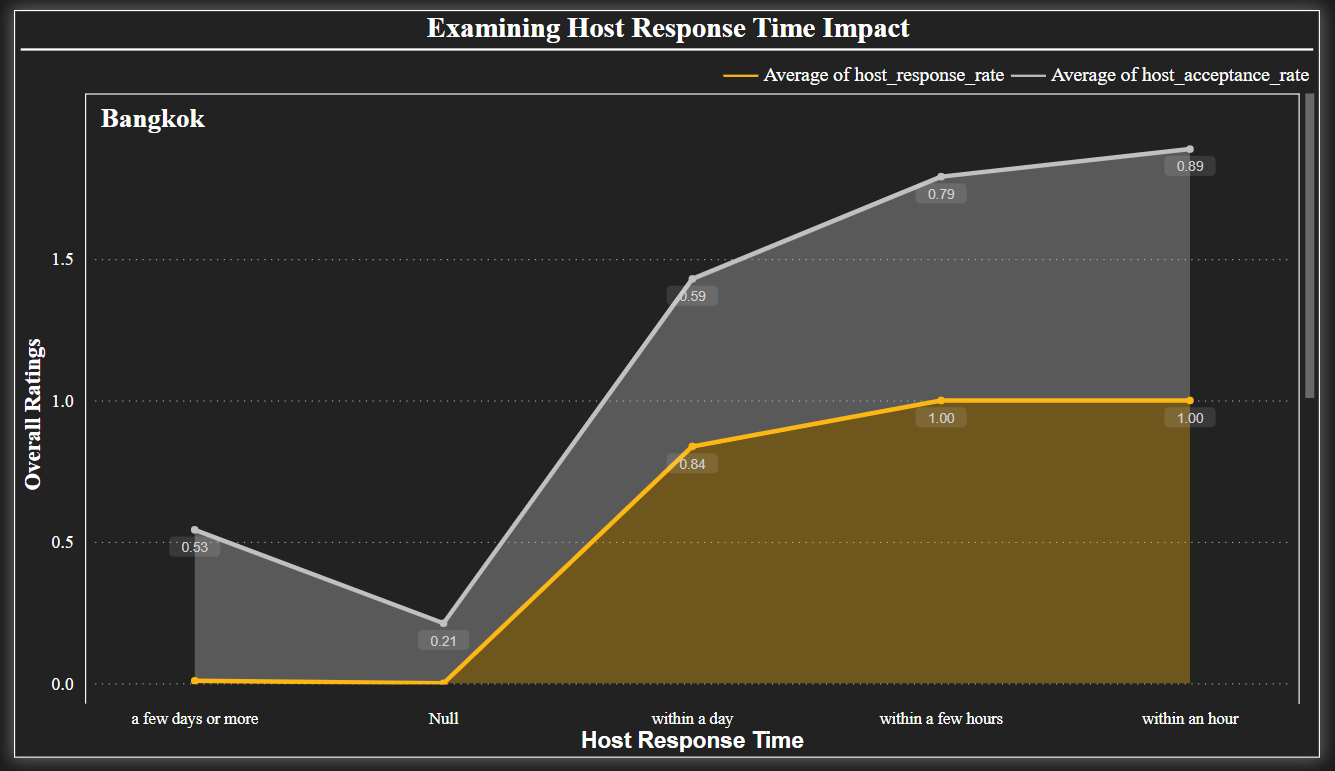 Examining Host Response Time Impact
Average of host_response_rate Average of host_acceptance_rate
Bangkok
0.89
0.79
1.5
0.59
Overall Ratings
1.0
1.00 1.00
0.84
0.5
0.53
0.21
0.0
a few days or more Null within a day within a few hours within an hour
Host Response Time